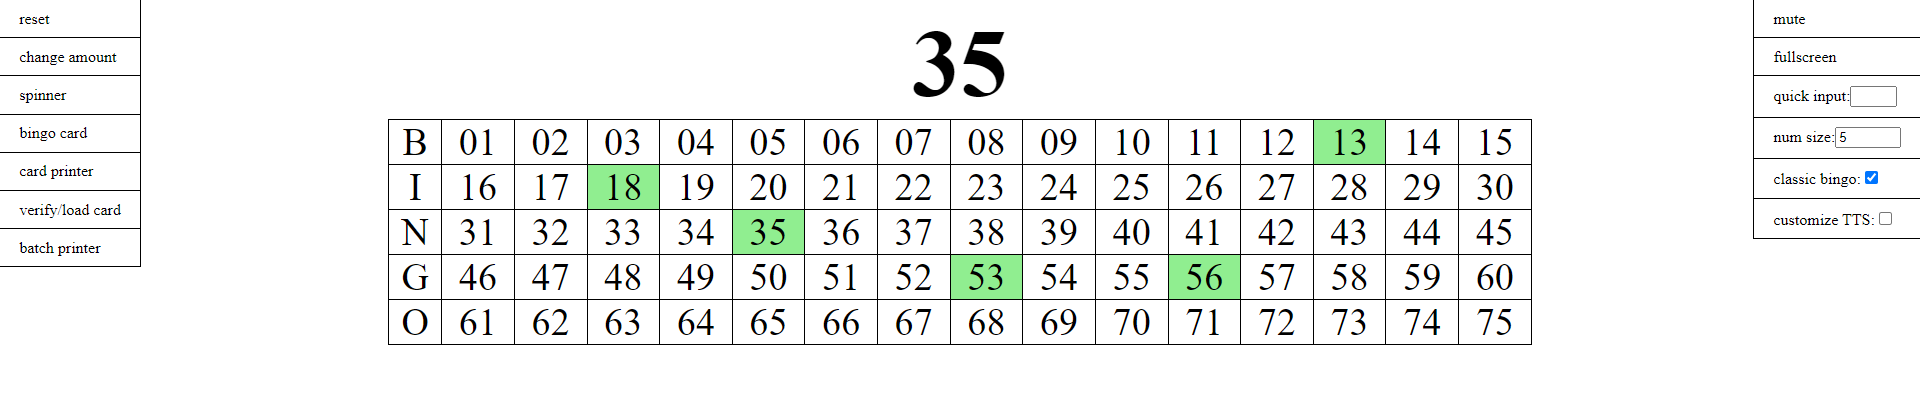 reset
change amount
spinner
bingo card
card printer
verify/load card
batch printer
35
B 01 02 03 04 05 06 07 08 09 10 11 12 13 14 15
I 16 17 18 19 20 21 22 23 24 25 26 27 28 29 30
N 31 32 33 34 35 36 37 38 39 40 41 42 43 44 45
G 46 47 48 49 50 51 52 53 54 55 56 57 58 59 60
O 61 62 63 64 65 66 67 68 69 70 71 72 73 74 75
mute
fullscreen
quick input:
num size: 5
classic bingo:
customize TTS: